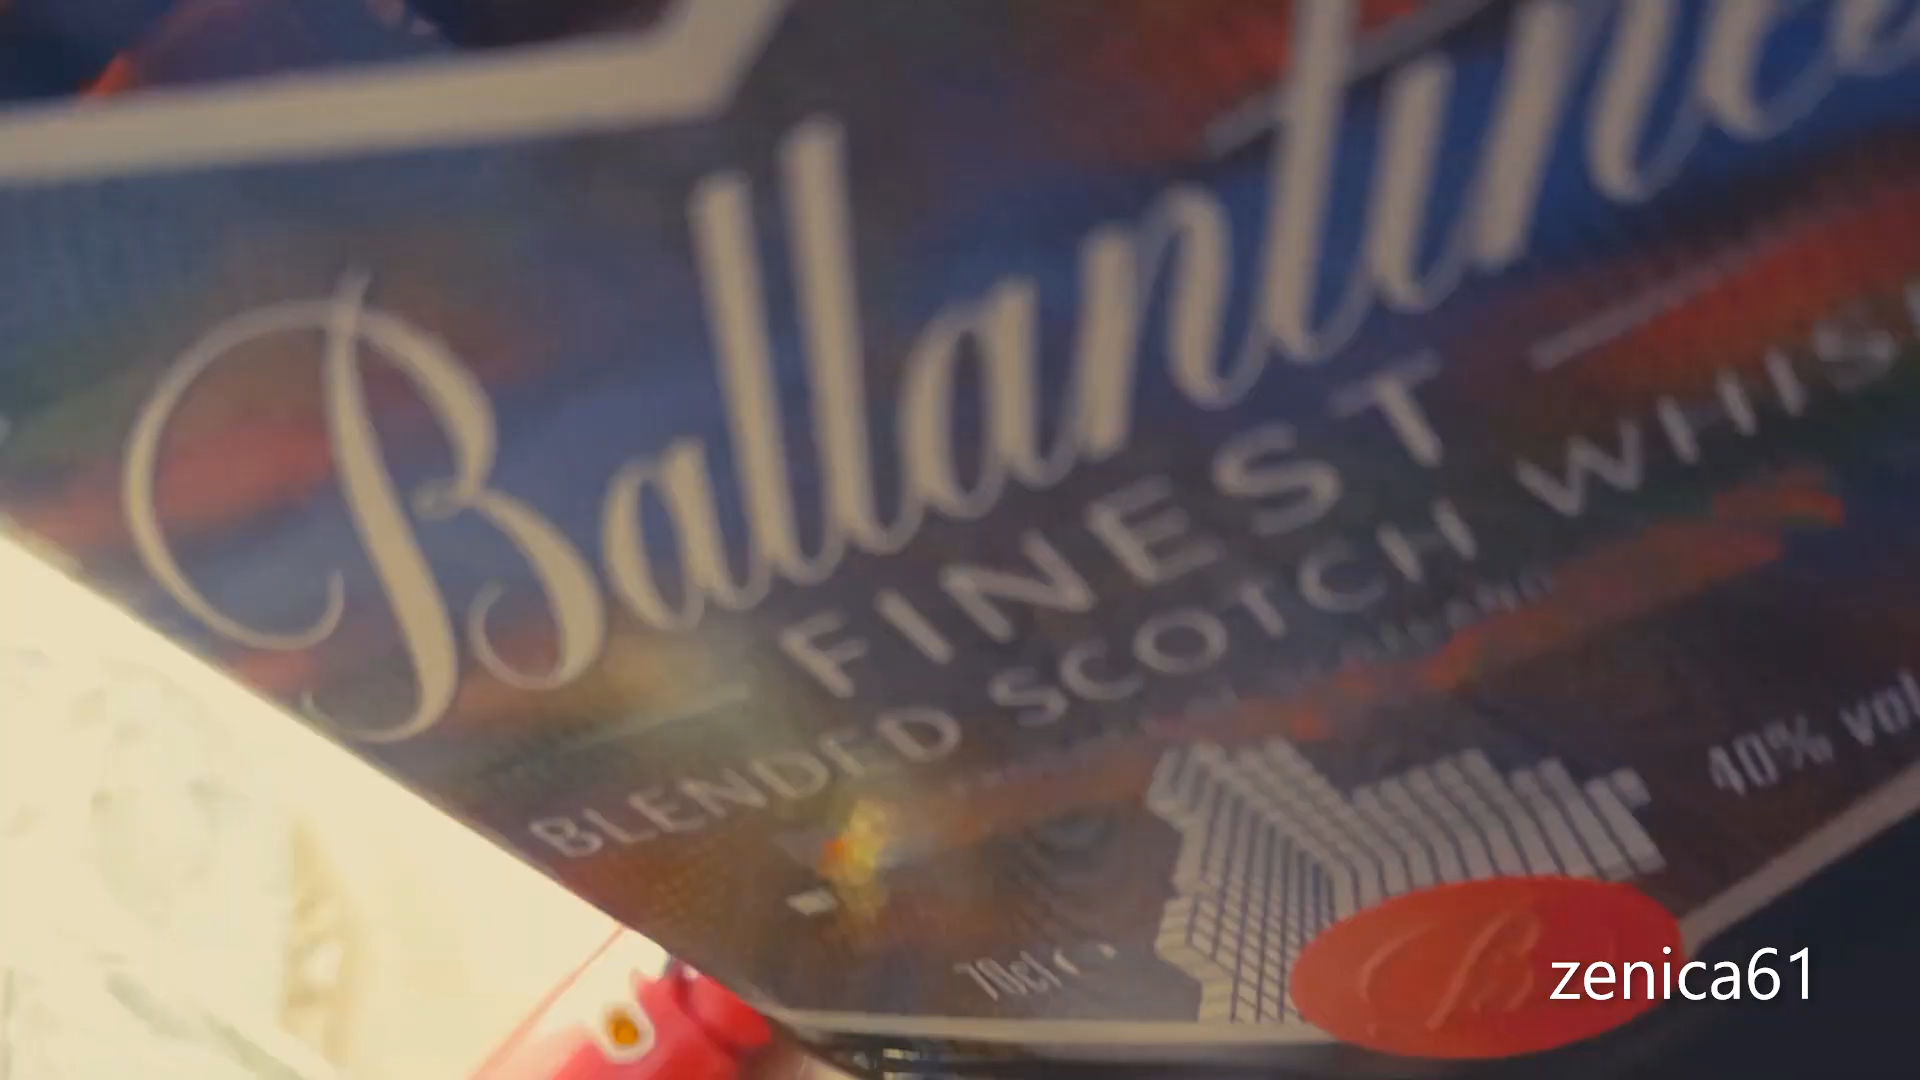 Ballantine
FINEST
BLENDED SCOTCH WHIS
40% vol
70cl
B
zenica61